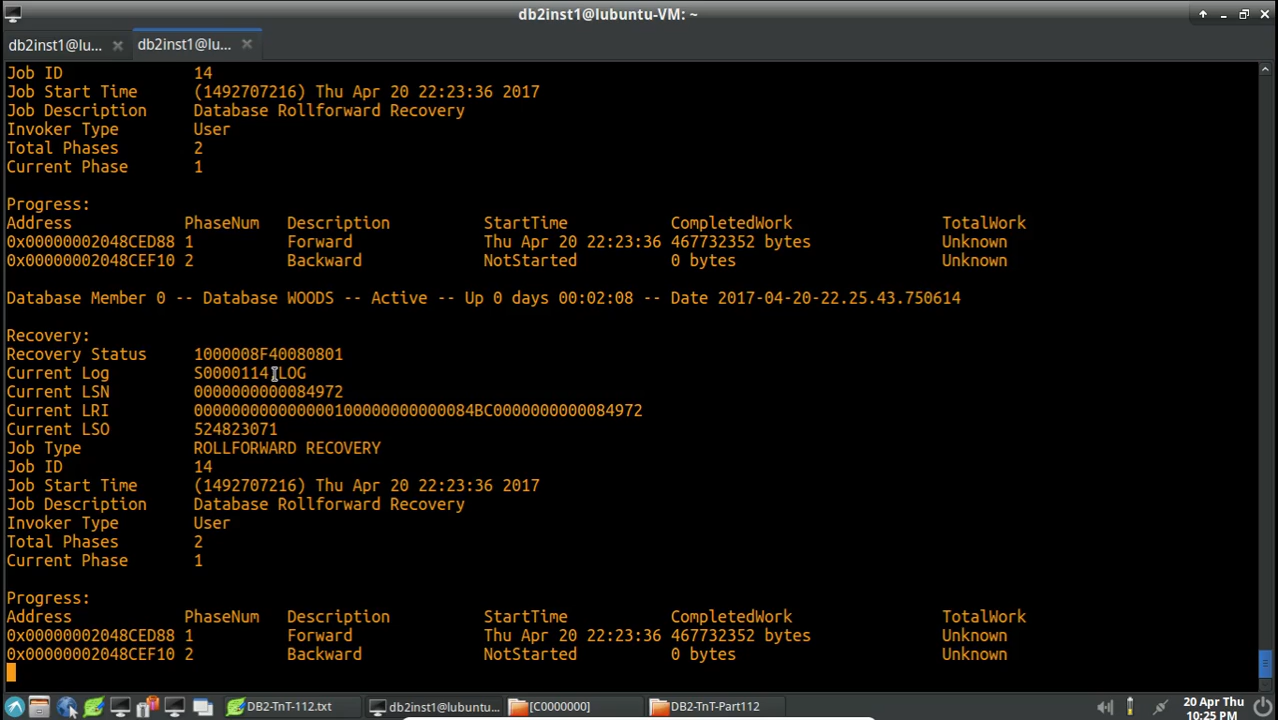 db2inst1@lubuntu-VM: ~
db2inst1@lu... db2inst1@lu...
Job ID 14
Job Start Time (1492707216) Thu Apr 20 22:23:36 2017
Job Description Database Rollforward Recovery
Invoker Type User
Total Phases 2
Current Phase 1
Progress:
Address PhaseNum Description StartTime CompletedWork TotalWork
0x00000002048CED88 1 Forward Thu Apr 20 22:23:36 467732352 bytes Unknown
0x00000002048CEF10 2 Backward NotStarted 0 bytes Unknown
Database Member 0 -- Database WOODS -- Active -- Up 0 days 00:02:08 -- Date 2017-04-20-22.25.43.750614
Recovery:
Recovery Status 1000008F40080801
Current Log S0000114.LOG
Current LSN 0000000000084972
Current LRI 000000000000000100000000000084BC0000000000084972
Current LSO 524823071
Job Type ROLLFORWARD RECOVERY
Job ID 14
Job Start Time (1492707216) Thu Apr 20 22:23:36 2017
Job Description Database Rollforward Recovery
Invoker Type User
Total Phases 2
Current Phase 1
Progress:
Address PhaseNum Description StartTime CompletedWork TotalWork
0x00000002048CED88 1 Forward Thu Apr 20 22:23:36 467732352 bytes Unknown
0x00000002048CEF10 2 Backward NotStarted 0 bytes Unknown
DB2-TnT-112.txt db2inst1@lubuntu... [C0000000] DB2-TnT-Part112 20 Apr Thu
10:25 PM